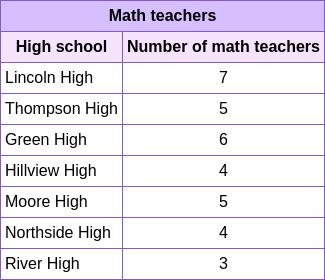 Math teachers
High school Number of math teachers
Lincoln High 7
Thompson High 5
Green High 6
Hillview High 4
Moore High 5
Northside High 4
River High 3